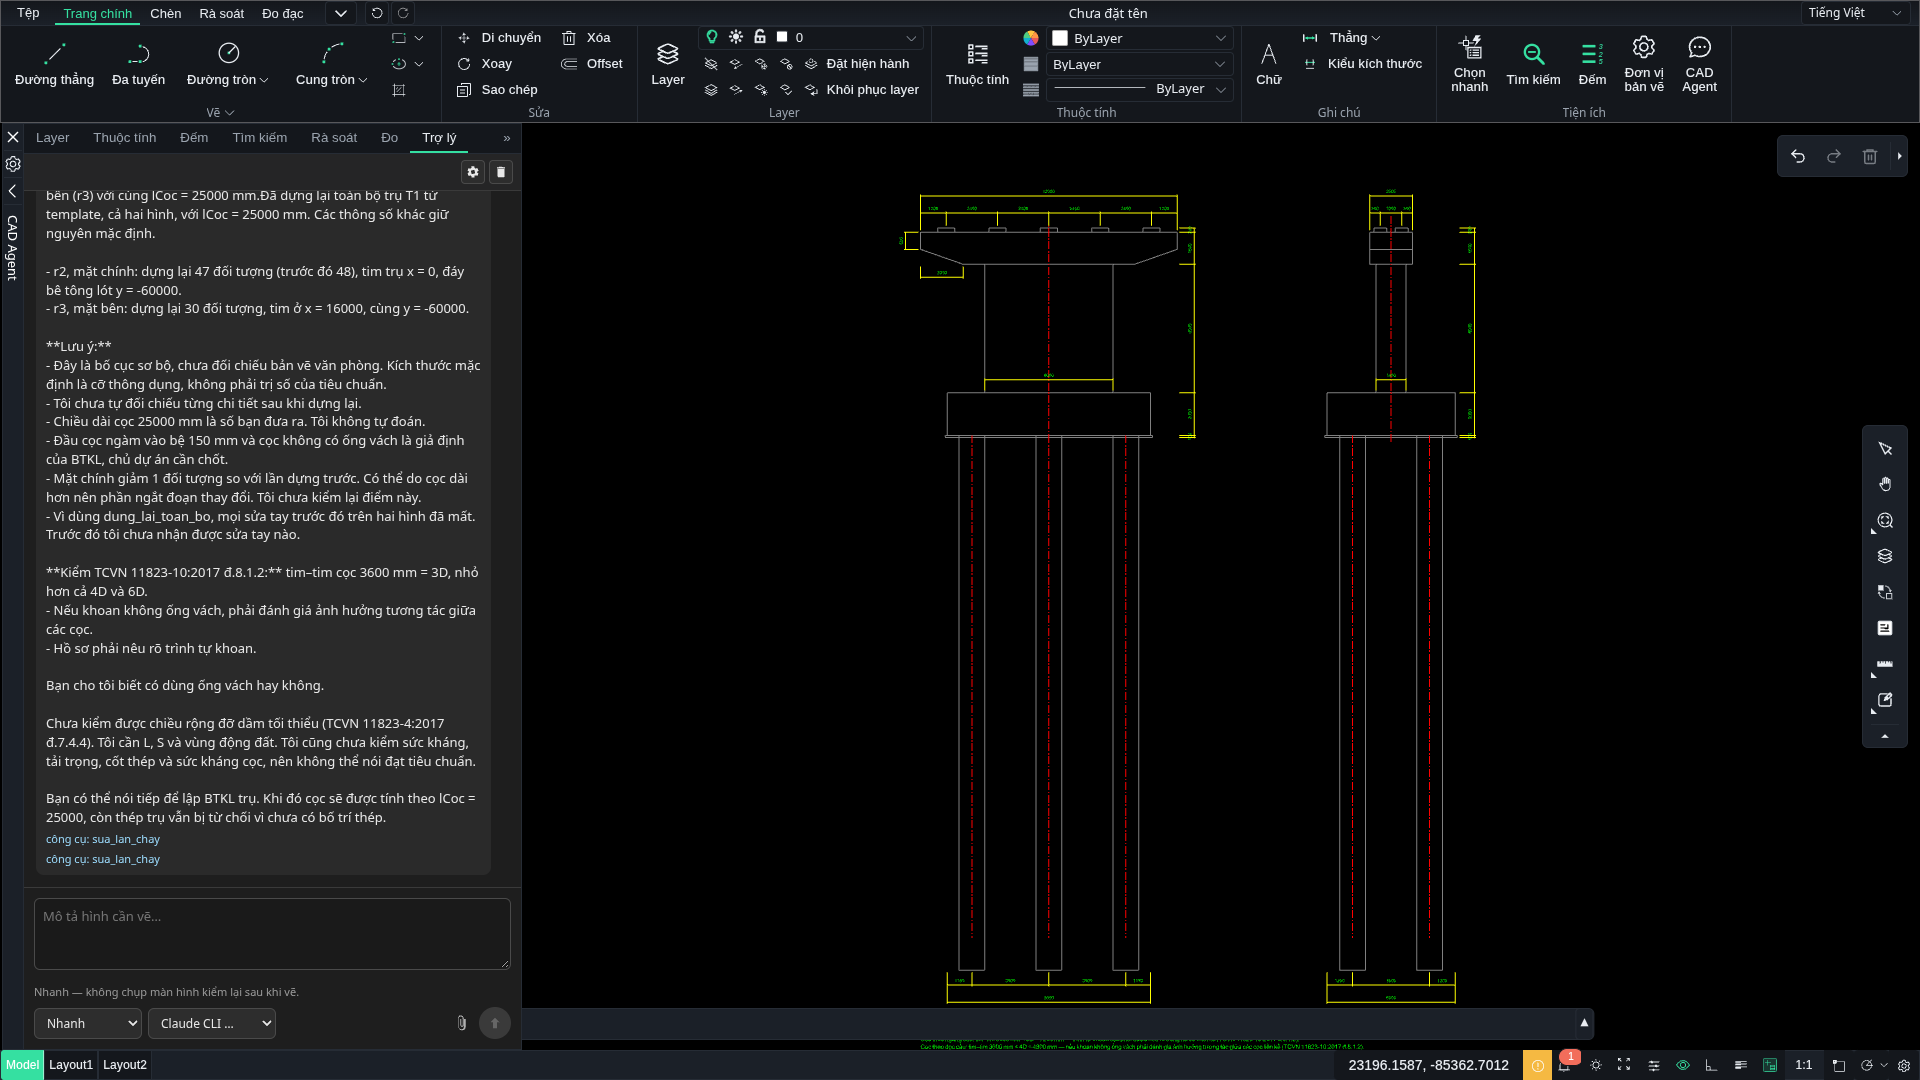 Tệp
Trang chính
Chèn
Rà soát
Đo đạc
Chưa đặt tên
Tiếng Việt
Đường thẳng
Đa tuyến
Đường tròn
Cung tròn
Vẽ
Di chuyển
Xóa
Xoay
Offset
Sao chép
Sửa
Layer
0
Đặt hiện hành
Khôi phục layer
Layer
Thuộc tính
ByLayer
ByLayer
ByLayer
Thuộc tính
Chữ
Thẳng
Kiểu kích thước
Ghi chú
Chọn nhanh
Tìm kiếm
Đếm
Đơn vị bản vẽ
CAD Agent
Tiện ích
Layer
Thuộc tính
Đếm
Tìm kiếm
Rà soát
Đo
Trợ lý
»
CAD Agent
bên (r3) với cùng lCoc = 25000 mm.Đã dựng lại toàn bộ trụ T1 từ
template, cả hai hình, với lCoc = 25000 mm. Các thông số khác giữ
nguyên mặc định.
- r2, mặt chính: dựng lại 47 đối tượng (trước đó 48), tim trụ x = 0, đáy
bê tông lót y = -60000.
- r3, mặt bên: dựng lại 30 đối tượng, tim ở x = 16000, cùng y = -60000.
**Lưu ý:**
- Đây là bố cục sơ bộ, chưa đối chiếu bản vẽ văn phòng. Kích thước mặc
định là cỡ thông dụng, không phải trị số của tiêu chuẩn.
- Tôi chưa tự đối chiếu từng chi tiết sau khi dựng lại.
- Chiều dài cọc 25000 mm là số bạn đưa ra. Tôi không tự đoán.
- Đầu cọc ngàm vào bệ 150 mm và cọc không có ống vách là giả định
của BTKL, chủ dự án cần chốt.
- Mặt chính giảm 1 đối tượng so với lần dựng trước. Có thể do cọc dài
hơn nên phần ngắt đoạn thay đổi. Tôi chưa kiểm lại điểm này.
- Vì dùng dung_lai_toan_bo, mọi sửa tay trước đó trên hai hình đã mất.
Trước đó tôi chưa nhận được sửa tay nào.
**Kiểm TCVN 11823-10:2017 đ.8.1.2:** tim–tim cọc 3600 mm = 3D, nhỏ
hơn cả 4D và 6D.
- Nếu khoan không ống vách, phải đánh giá ảnh hưởng tương tác giữa
các cọc.
- Hồ sơ phải nêu rõ trình tự khoan.
Bạn cho tôi biết có dùng ống vách hay không.
Chưa kiểm được chiều rộng đỡ dầm tối thiểu (TCVN 11823-4:2017
đ.7.4.4). Tôi cần L, S và vùng động đất. Tôi cũng chưa kiểm sức kháng,
tải trọng, cốt thép và sức kháng cọc, nên không thể nói đạt tiêu chuẩn.
Bạn có thể nói tiếp để lập BTKL trụ. Khi đó cọc sẽ được tính theo lCoc =
25000, còn thép trụ vẫn bị từ chối vì chưa có bố trí thép.
công cụ: sua_lan_chay
công cụ: sua_lan_chay
Mô tả hình cần vẽ...
Nhanh — không chụp màn hình kiểm lại sau khi vẽ.
Nhanh
Claude CLI ...
Model
Layout1
Layout2
23196.1587, -85362.7012
1
1:1